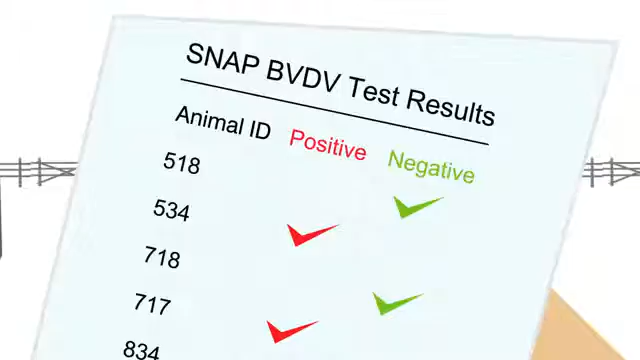 SNAP BVDV Test Results
Animal ID Positive Negative
518
534
718
717
834